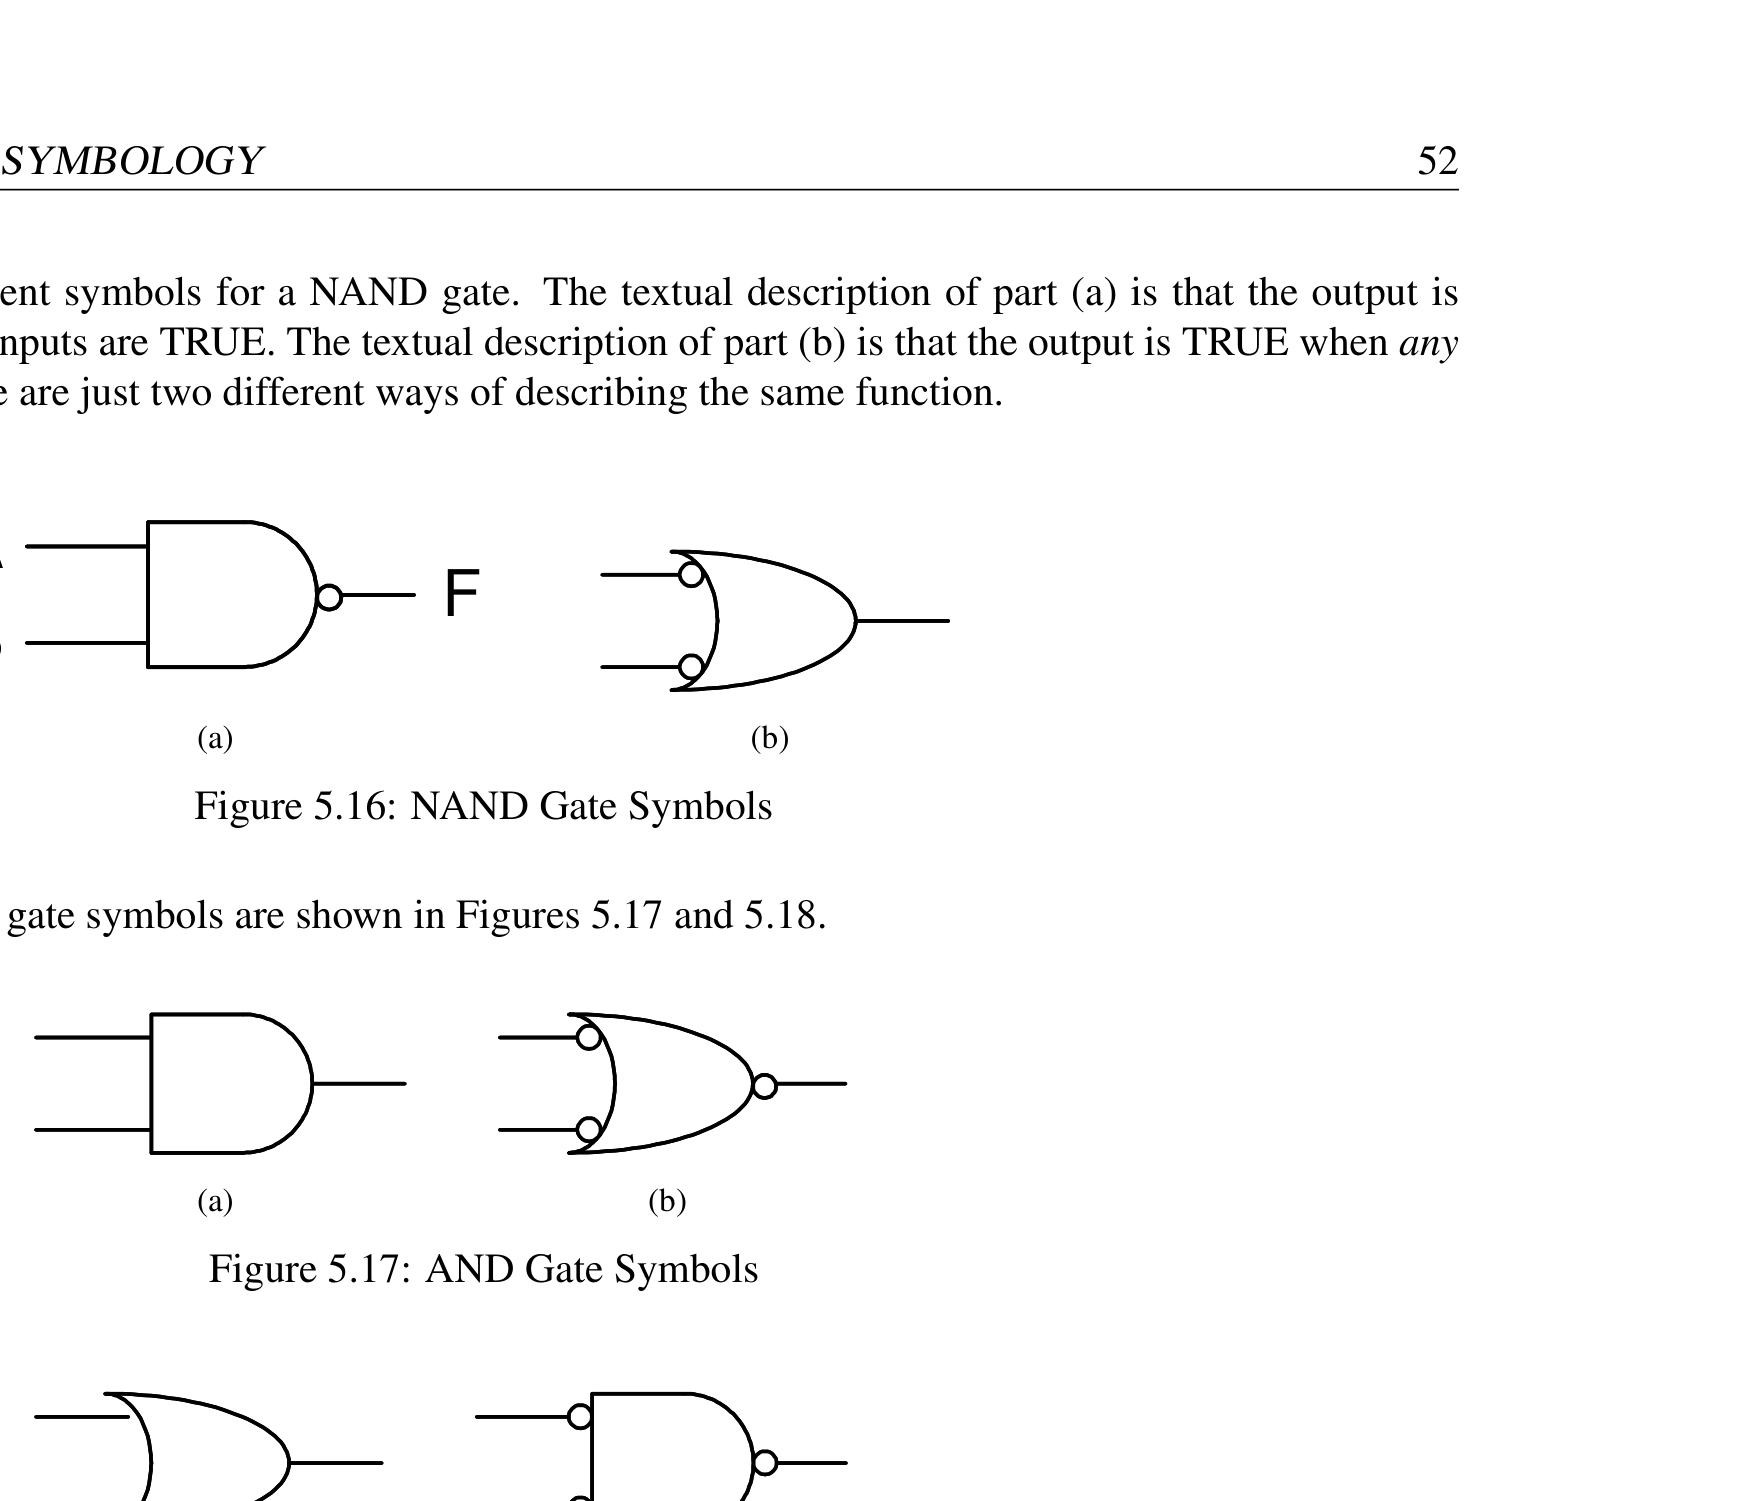 SYMBOLOGY 52
ent symbols for a NAND gate. The textual description of part (a) is that the output is
nputs are TRUE. The textual description of part (b) is that the output is TRUE when any
e are just two different ways of describing the same function.
F
(a) (b)
Figure 5.16: NAND Gate Symbols
gate symbols are shown in Figures 5.17 and 5.18.
(a) (b)
Figure 5.17: AND Gate Symbols